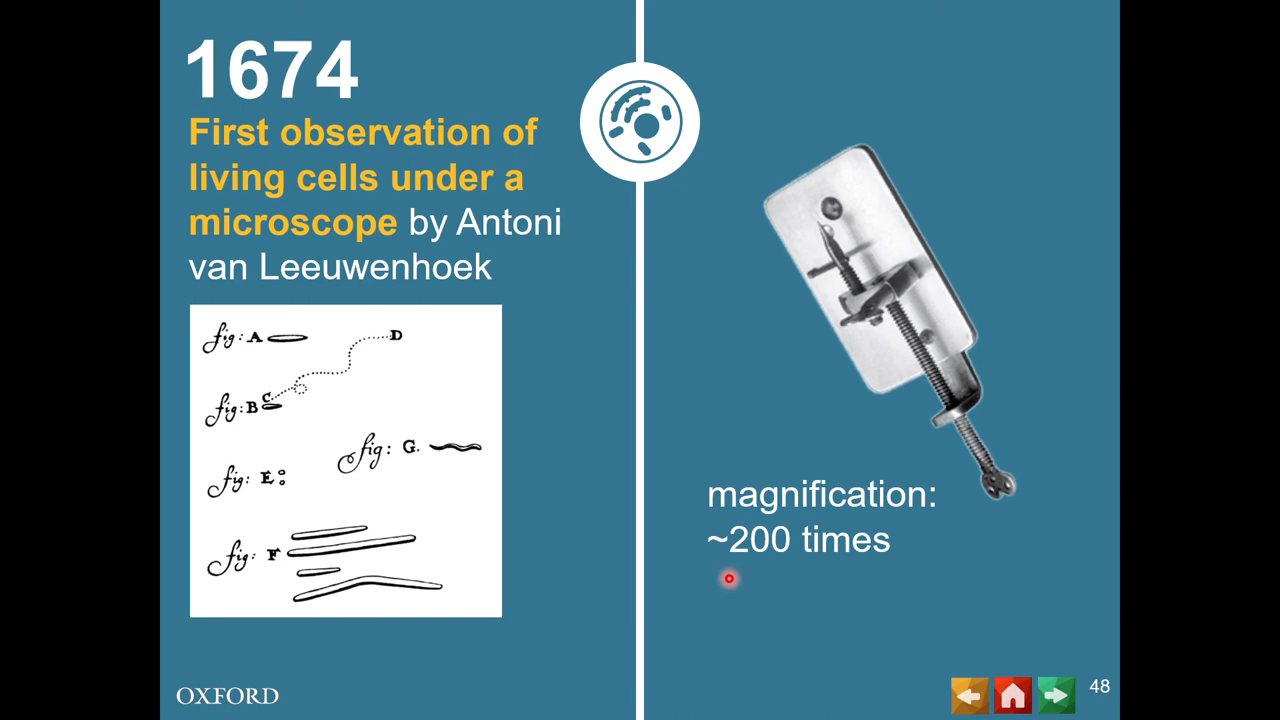 1674
First observation of
living cells under a
microscope by Antoni
van Leeuwenhoek
fig: A
D
fig: B C
fig: G.
fig: E
fig: F
magnification:
~200 times
OXFORD
48